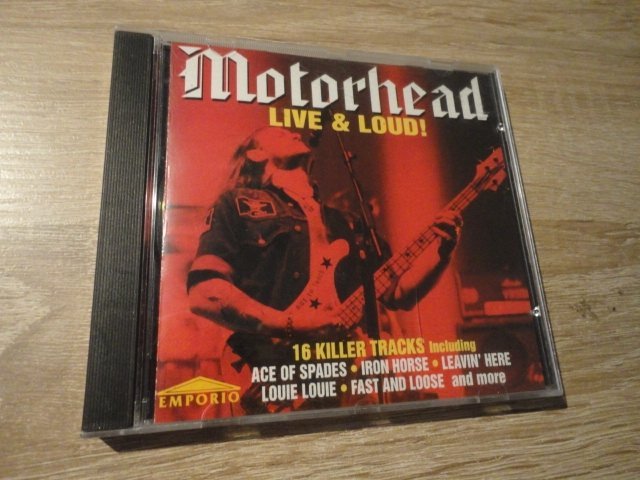 Motorhead
LIVE & LOUD!
16 KILLER TRACKS Including
ACE OF SPADES • IRON HORSE • LEAVIN' HERE
LOUIE LOUIE • FAST AND LOOSE and more
EMPORIO